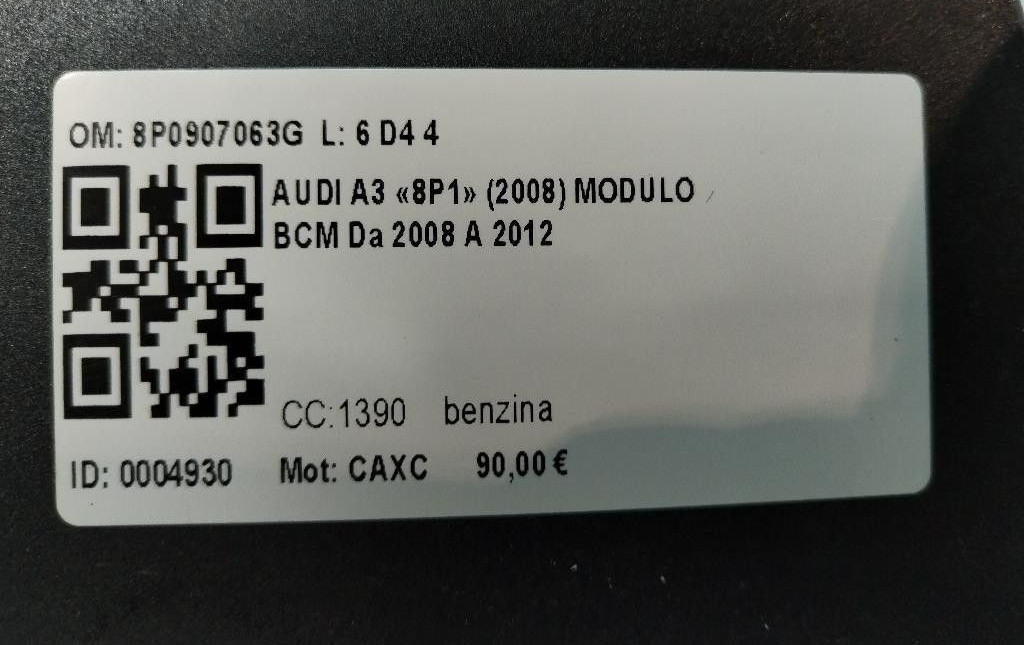 OM: 8P0907063G L: 6 D4 4
AUDI A3 «8P1» (2008) MODULO
BCM Da 2008 A 2012
CC:1390 benzina
ID: 0004930 Mot: CAXC 90,00 €